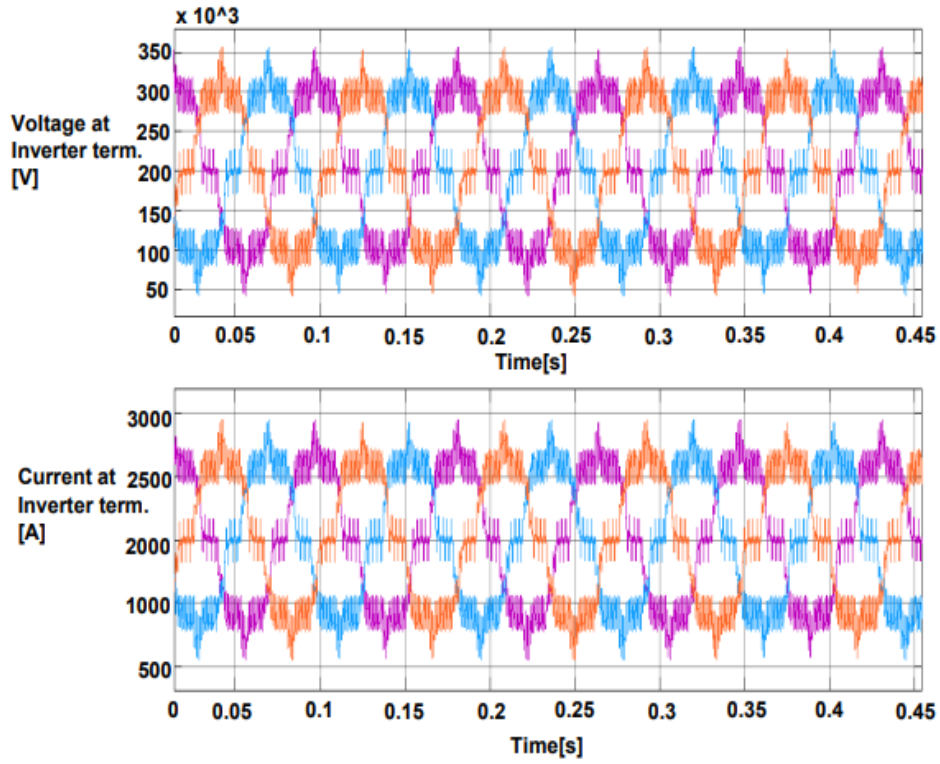 x 10^3
350
300
250
200
150
100
50
Voltage at
Inverter term.
[V]
0 0.05 0.1 0.15 0.2 0.25 0.3 0.35 0.4 0.45
Time[s]
3000
2500
2000
1000
500
Current at
Inverter term.
[A]
0 0.05 0.1 0.15 0.2 0.25 0.3 0.35 0.4 0.45
Time[s]